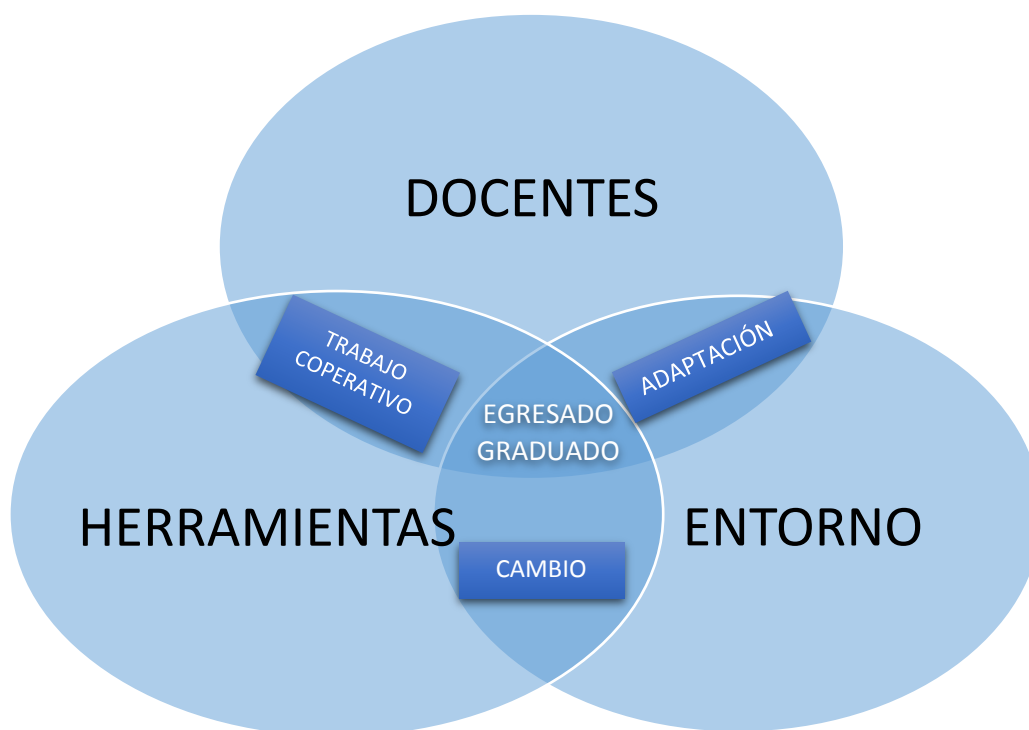 DOCENTES
TRABAJO
COPERATIVO
ADAPTACIÓN
EGRESADO
GRADUADO
HERRAMIENTAS
ENTORNO
CAMBIO